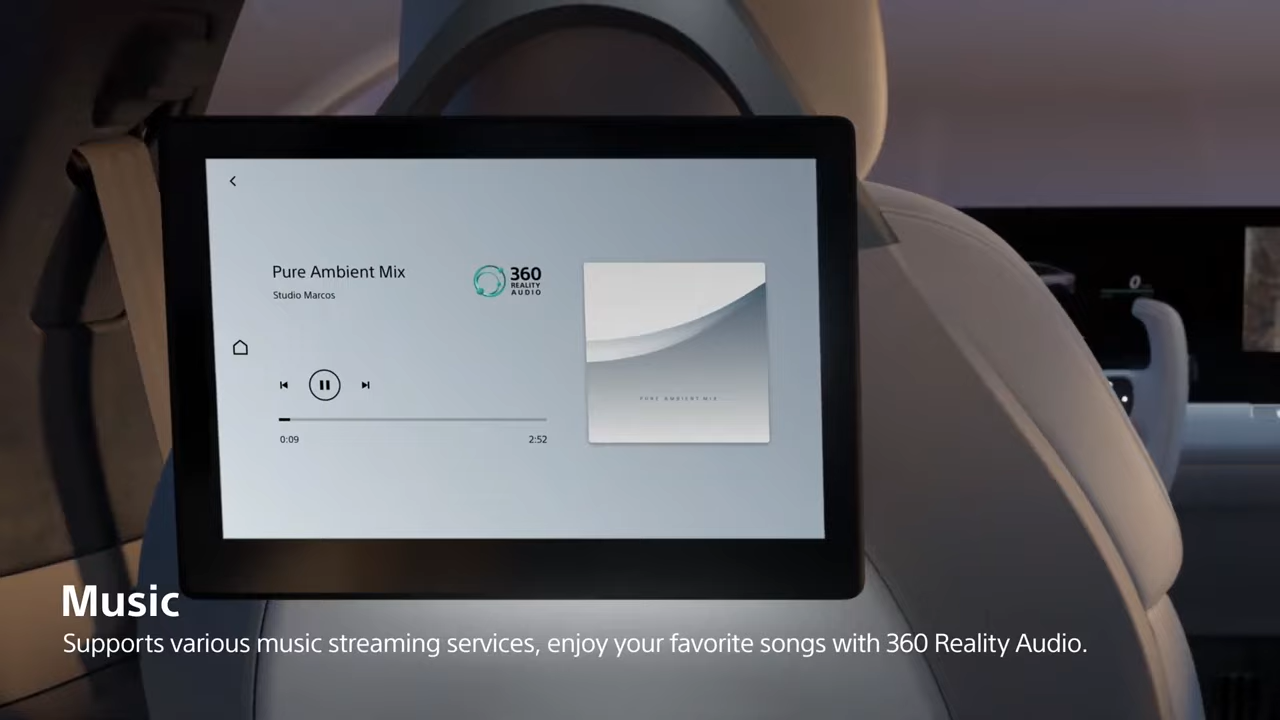 Pure Ambient Mix
Studio Marcos
360
REALITY
AUDIO
PURE AMBIENT MIX
0:09
2:52
0
Music
Supports various music streaming services, enjoy your favorite songs with 360 Reality Audio.